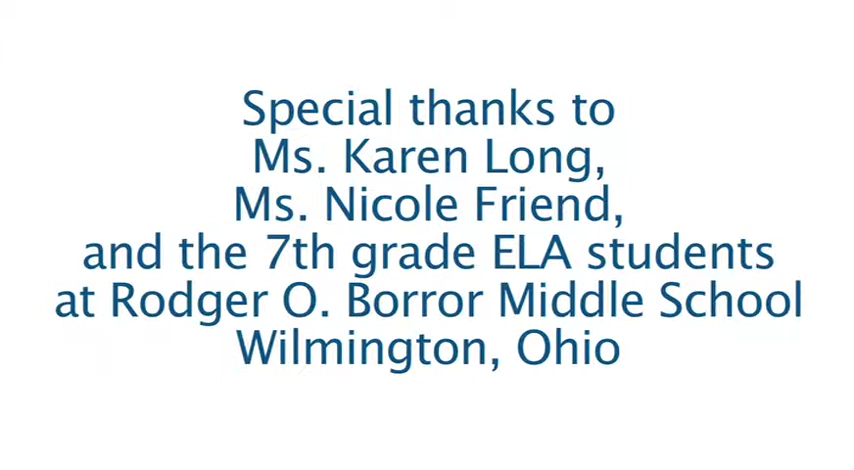 Special thanks to
Ms. Karen Long,
Ms. Nicole Friend,
and the 7th grade ELA students
at Rodger O. Borror Middle School
Wilmington, Ohio